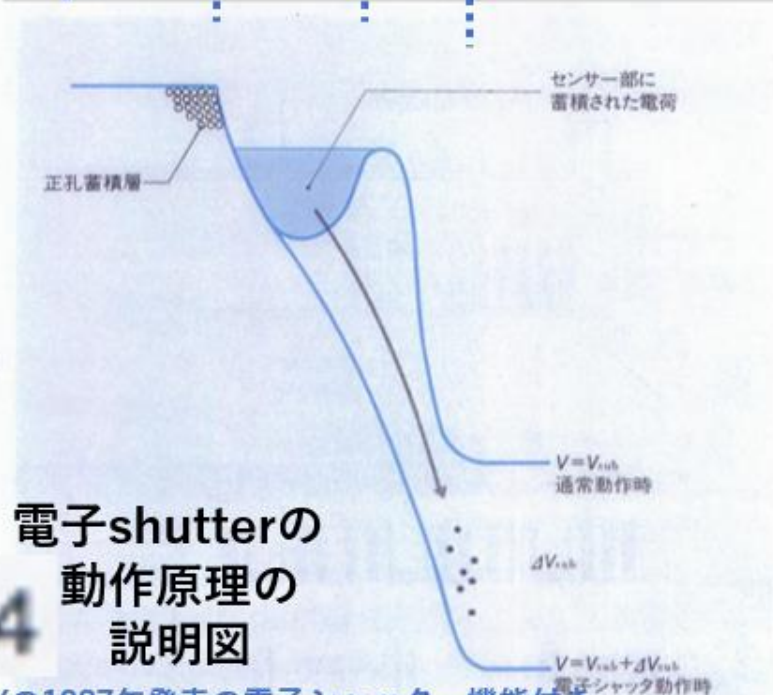 センサー部に
蓄積された電荷
正孔蓄積層
V=Vsub
通常動作時
電子shutterの
動作原理の
説明図
4
ΔVsub
V=Vsub+ΔVsub
電子シャッタ動作時